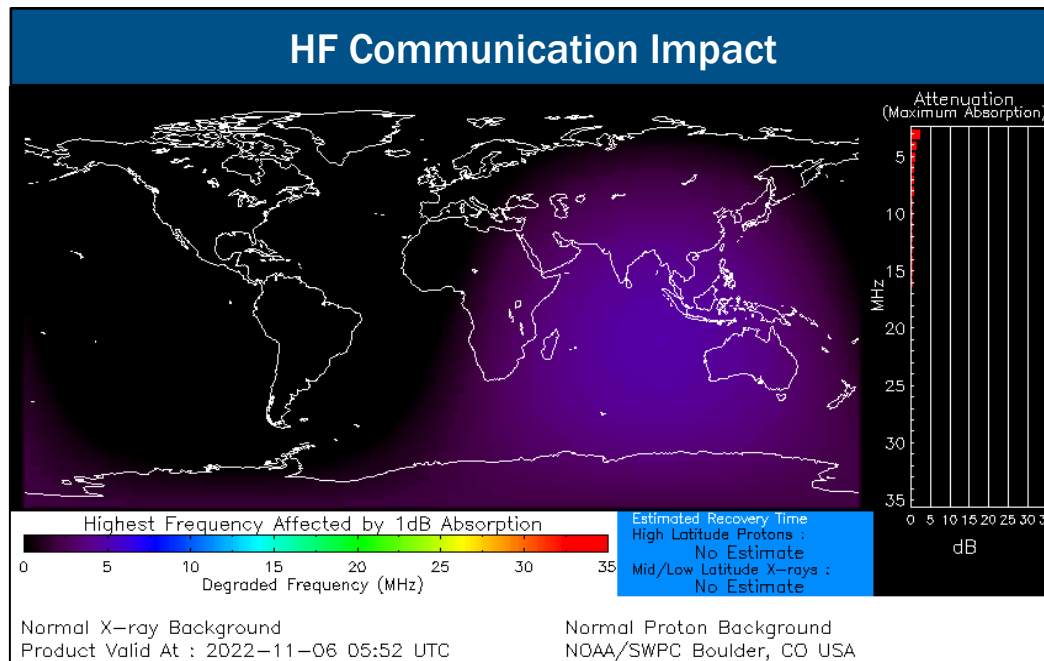 HF Communication Impact
Attenuation
(Maximum Absorption)
5
10
15
20
25
30
35
MHz
0 5 10 15 20 25 30
dB
Highest Frequency Affected by 1dB Absorption
0 5 10 15 20 25 30 35
Degraded Frequency (MHz)
Estimated Recovery Time
High Latitude Protons :
No Estimate
Mid/Low Latitude X-rays :
No Estimate
Normal X-ray Background
Product Valid At : 2022-11-06 05:52 UTC
Normal Proton Background
NOAA/SWPC Boulder, CO USA